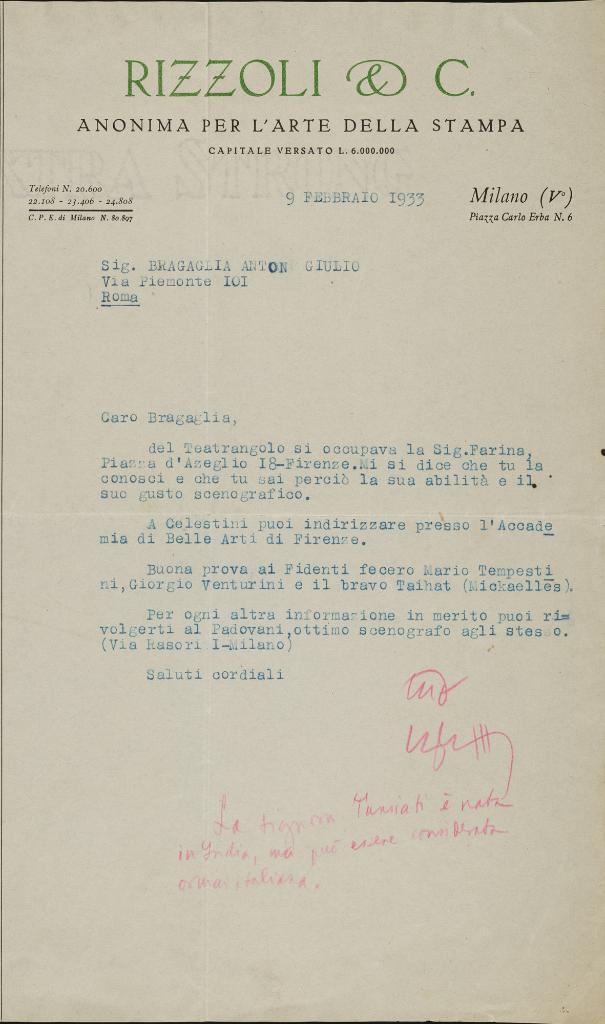 RIZZOLI & C.
ANONIMA PER L'ARTE DELLA STAMPA
CAPITALE VERSATO L. 6.000.000
Telefoni N. 20.600
22.108 - 23.406 - 24.808
C. P. E. di Milano N. 80.897
9 FEBBRAIO 1933
Milano (Vº)
Piazza Carlo Erba N. 6
Sig. BRAGAGLIA ANTON GIULIO
Via Piemonte IOI
Roma
Caro Bragaglia,
del Teatrangolo si occupava la Sig.Farina,
Piazza d'Azeglio I8-Firenze.Mi si dice che tu la
conosci e che tu sai perciò la sua abilità e il
suo gusto scenografico.
A Celestini puoi indirizzare presso l'Accade
mia di Belle Arti di Firenze.
Buona prova ai Fidenti fecero Mario Tempesti
ni,Giorgio Venturini e il bravo Taihat (Mickaelles).
Per ogni altra informazione in merito puoi ri=
volgerti al Padovani,ottimo scenografo agli stesso.
(Via Rasori I-Milano)
Saluti cordiali
tuo
La signora è nata
in India, ma può essere considerata
ormai italiana.